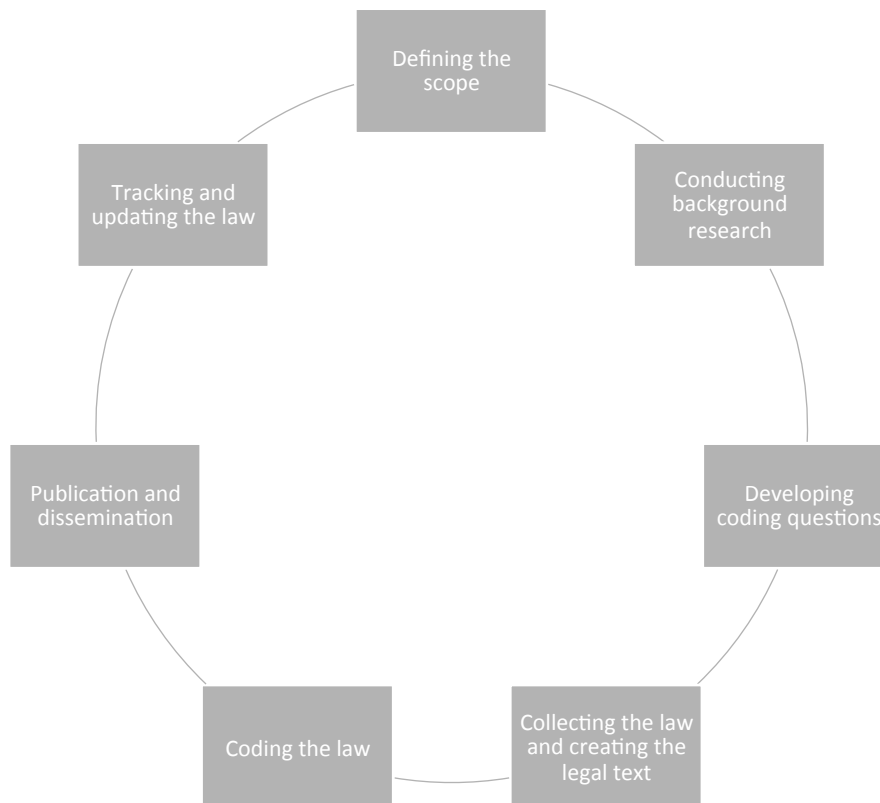 Defining the
scope
Conducting
background
research
Developing
coding questions
Collecting the law
and creating the
legal text
Coding the law
Publication and
dissemination
Tracking and
updating the law